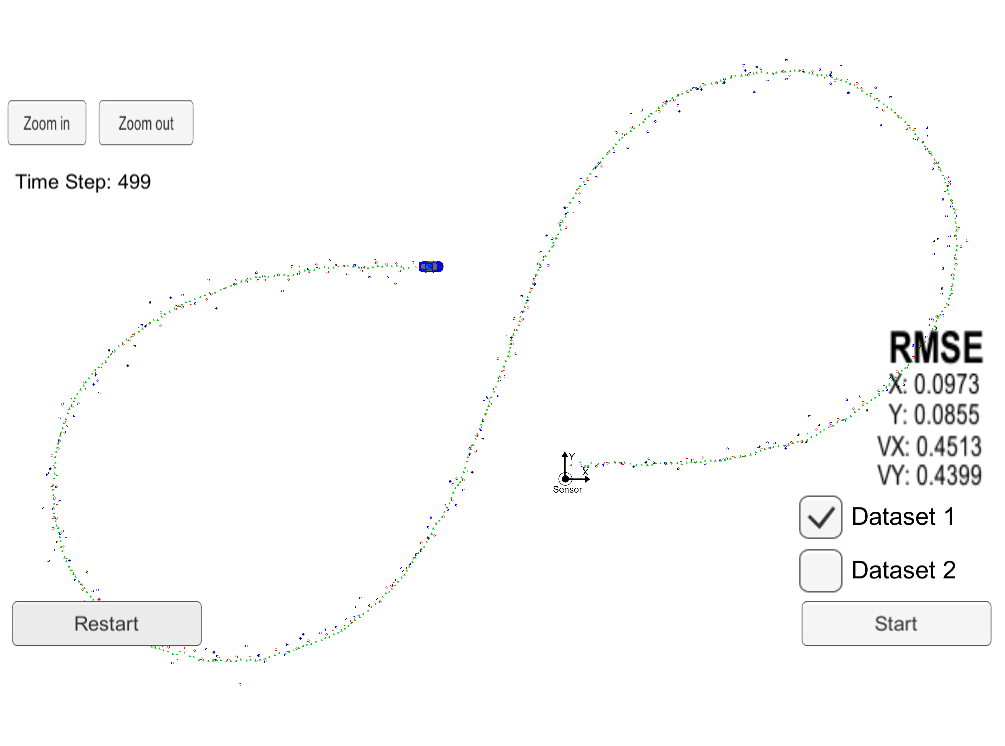 Zoom in
Zoom out
Time Step: 499
RMSE
X: 0.0973
Y: 0.0855
VX: 0.4513
VY: 0.4399
Y
X
Sensor
Dataset 1
Dataset 2
Restart
Start